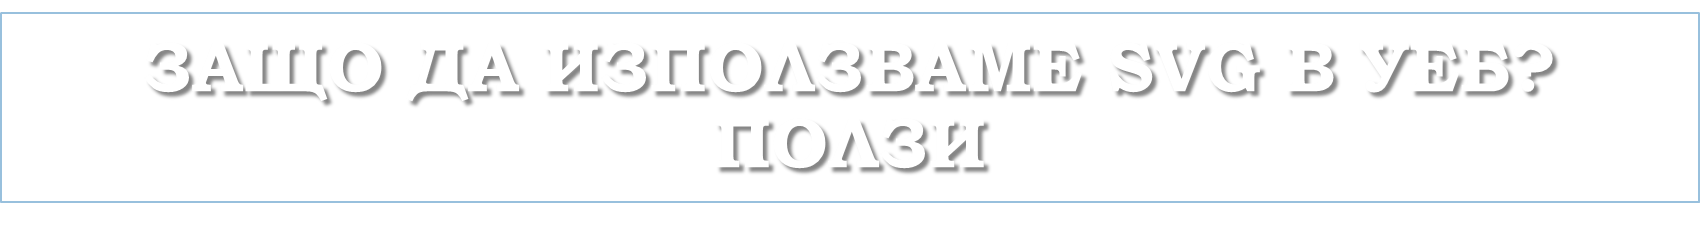 ЗАЩО ДА ИЗПОЛЗВАМЕ SVG В УЕБ?
ПОЛЗИ